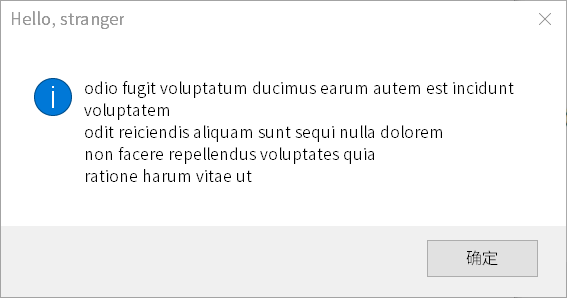 Hello, stranger
odio fugit voluptatum ducimus earum autem est incidunt
voluptatem
odit reiciendis aliquam sunt sequi nulla dolorem
non facere repellendus voluptates quia
ratione harum vitae ut
确定